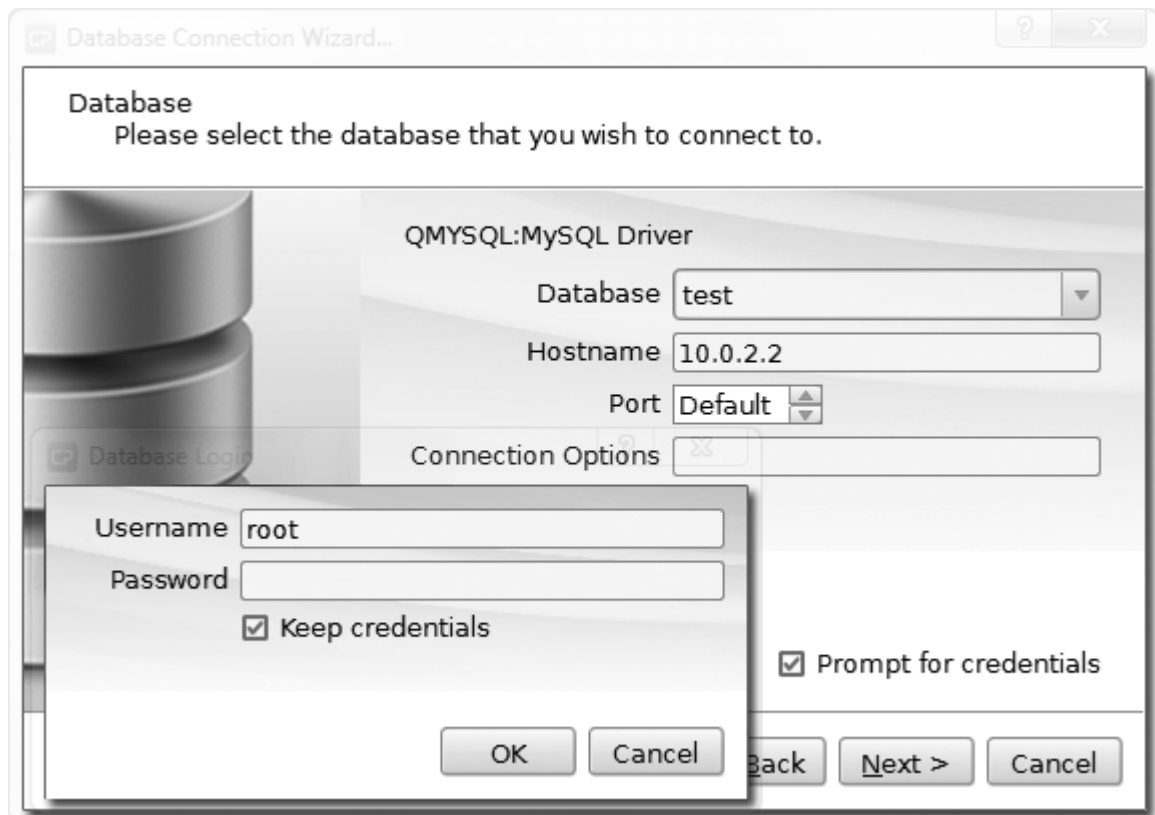 Database Connection Wizard...
Database
Please select the database that you wish to connect to.
QMYSQL:MySQL Driver
Database test
Hostname 10.0.2.2
Port Default
Connection Options
Database Login
Username root
Password
Keep credentials
Prompt for credentials
OK Cancel
Back Next > Cancel